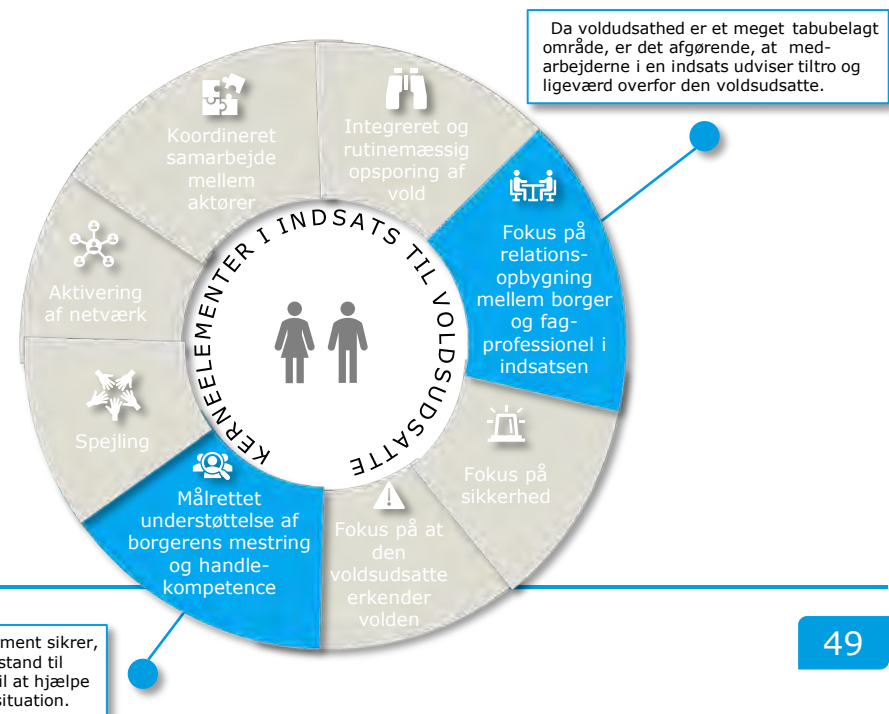 Da voldudsathed er et meget tabubelagt
område, er det afgørende, at med-
arbejderne i en indsats udviser tiltro og
ligeværd overfor den voldsudsatte.
Koordineret
samarbejde
mellem
aktører
Integreret og
rutinemæssig
opsporing af
vold
Fokus på
relations-
opbygning
mellem borger
og fag-
professionel i
indsatsen
Fokus på
sikkerhed
Fokus på at
den
voldsudsatte
erkender
volden
Målrettet
understøttelse af
borgerens mestring
og handle-
kompetence
Spejling
Aktivering
af netværk
KERNEELEMENTER I INDSATS TIL VOLDSUDSATTE
ment sikrer,
stand til
til at hjælpe
situation.
49